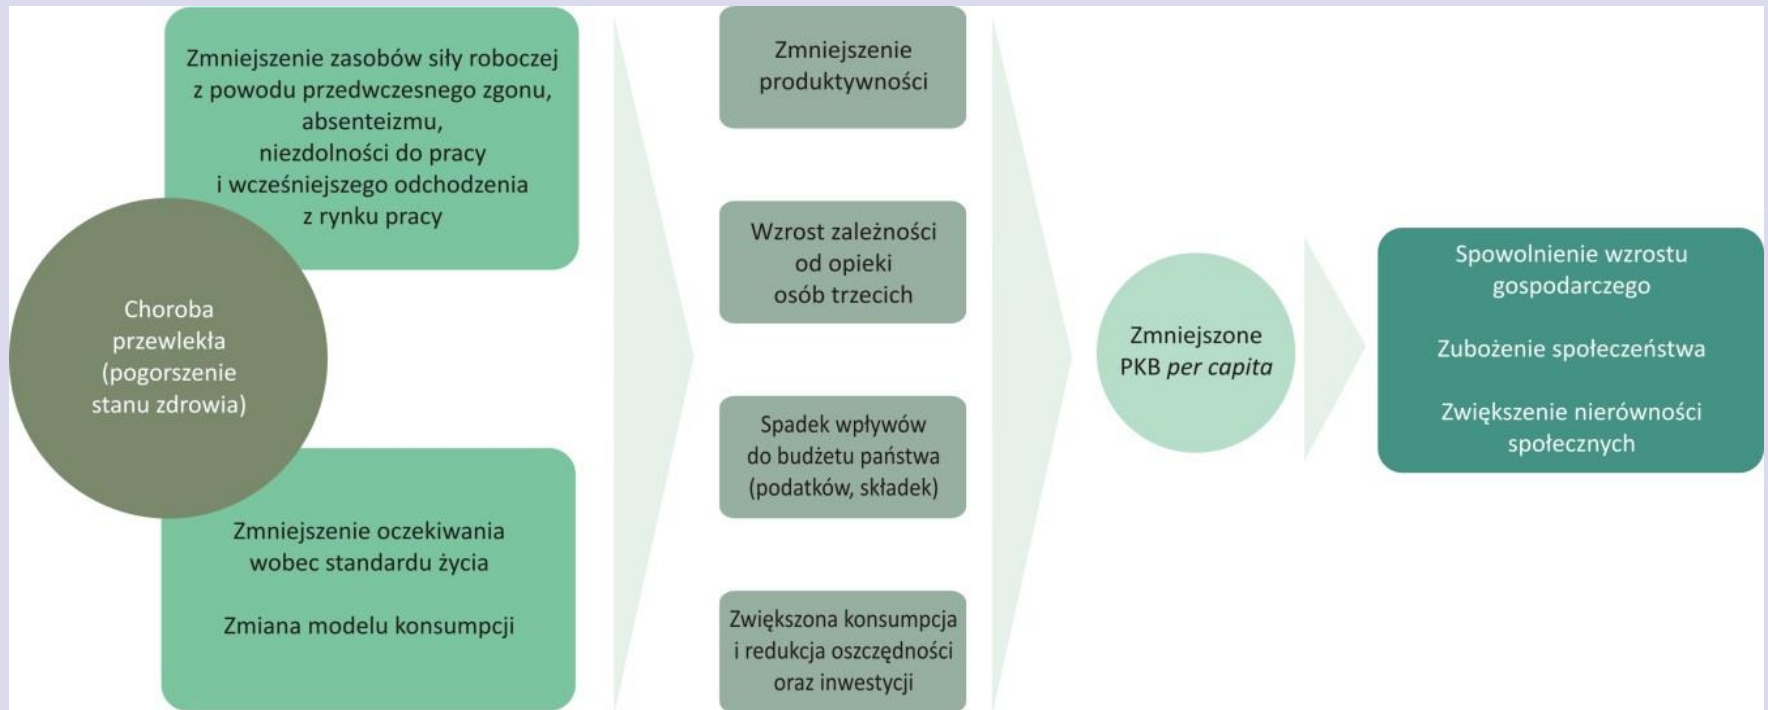 Zmniejszenie zasobów siły roboczej
z powodu przedwczesnego zgonu,
absenteizmu,
niezdolności do pracy
i wcześniejszego odchodzenia
z rynku pracy
Choroba
przewlekła
(pogorszenie
stanu zdrowia)
Zmniejszenie oczekiwania
wobec standardu życia
Zmiana modelu konsumpcji
Zmniejszenie
produktywności
Wzrost zależności
od opieki
osób trzecich
Spadek wpływów
do budżetu państwa
(podatków, składek)
Zwiększona konsumpcja
i redukcja oszczędności
oraz inwestycji
Zmniejszone
PKB per capita
Spowolnienie wzrostu
gospodarczego
Zubożenie społeczeństwa
Zwiększenie nierówności
społecznych